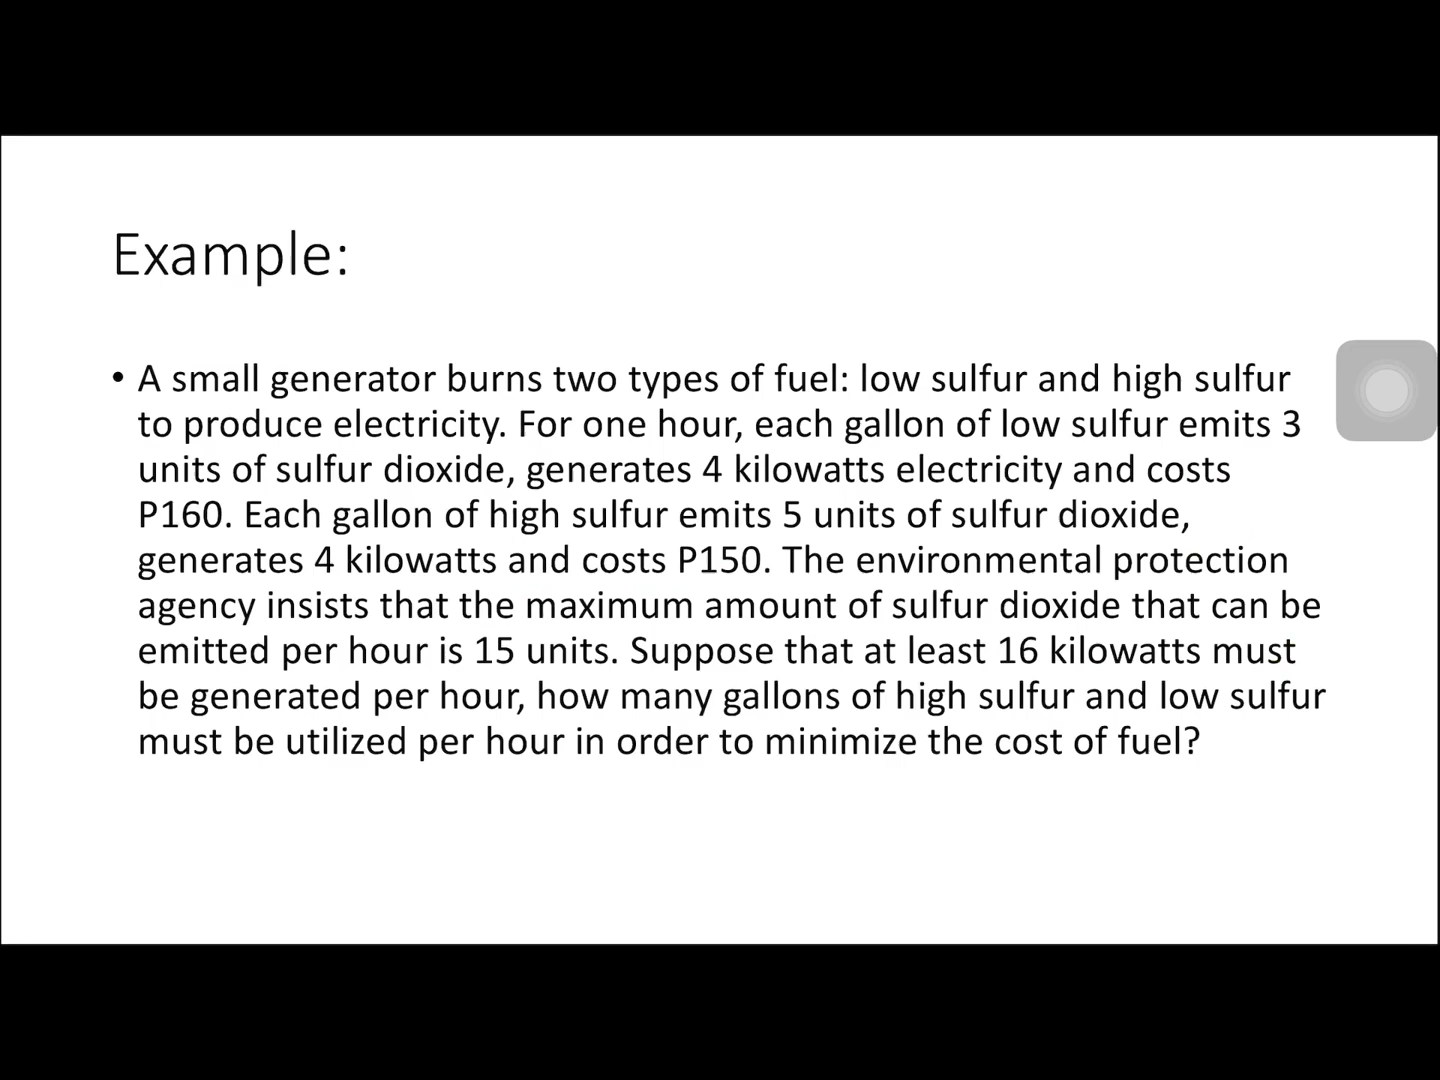 Example:
• A small generator burns two types of fuel: low sulfur and high sulfur
to produce electricity. For one hour, each gallon of low sulfur emits 3
units of sulfur dioxide, generates 4 kilowatts electricity and costs
P160. Each gallon of high sulfur emits 5 units of sulfur dioxide,
generates 4 kilowatts and costs P150. The environmental protection
agency insists that the maximum amount of sulfur dioxide that can be
emitted per hour is 15 units. Suppose that at least 16 kilowatts must
be generated per hour, how many gallons of high sulfur and low sulfur
must be utilized per hour in order to minimize the cost of fuel?